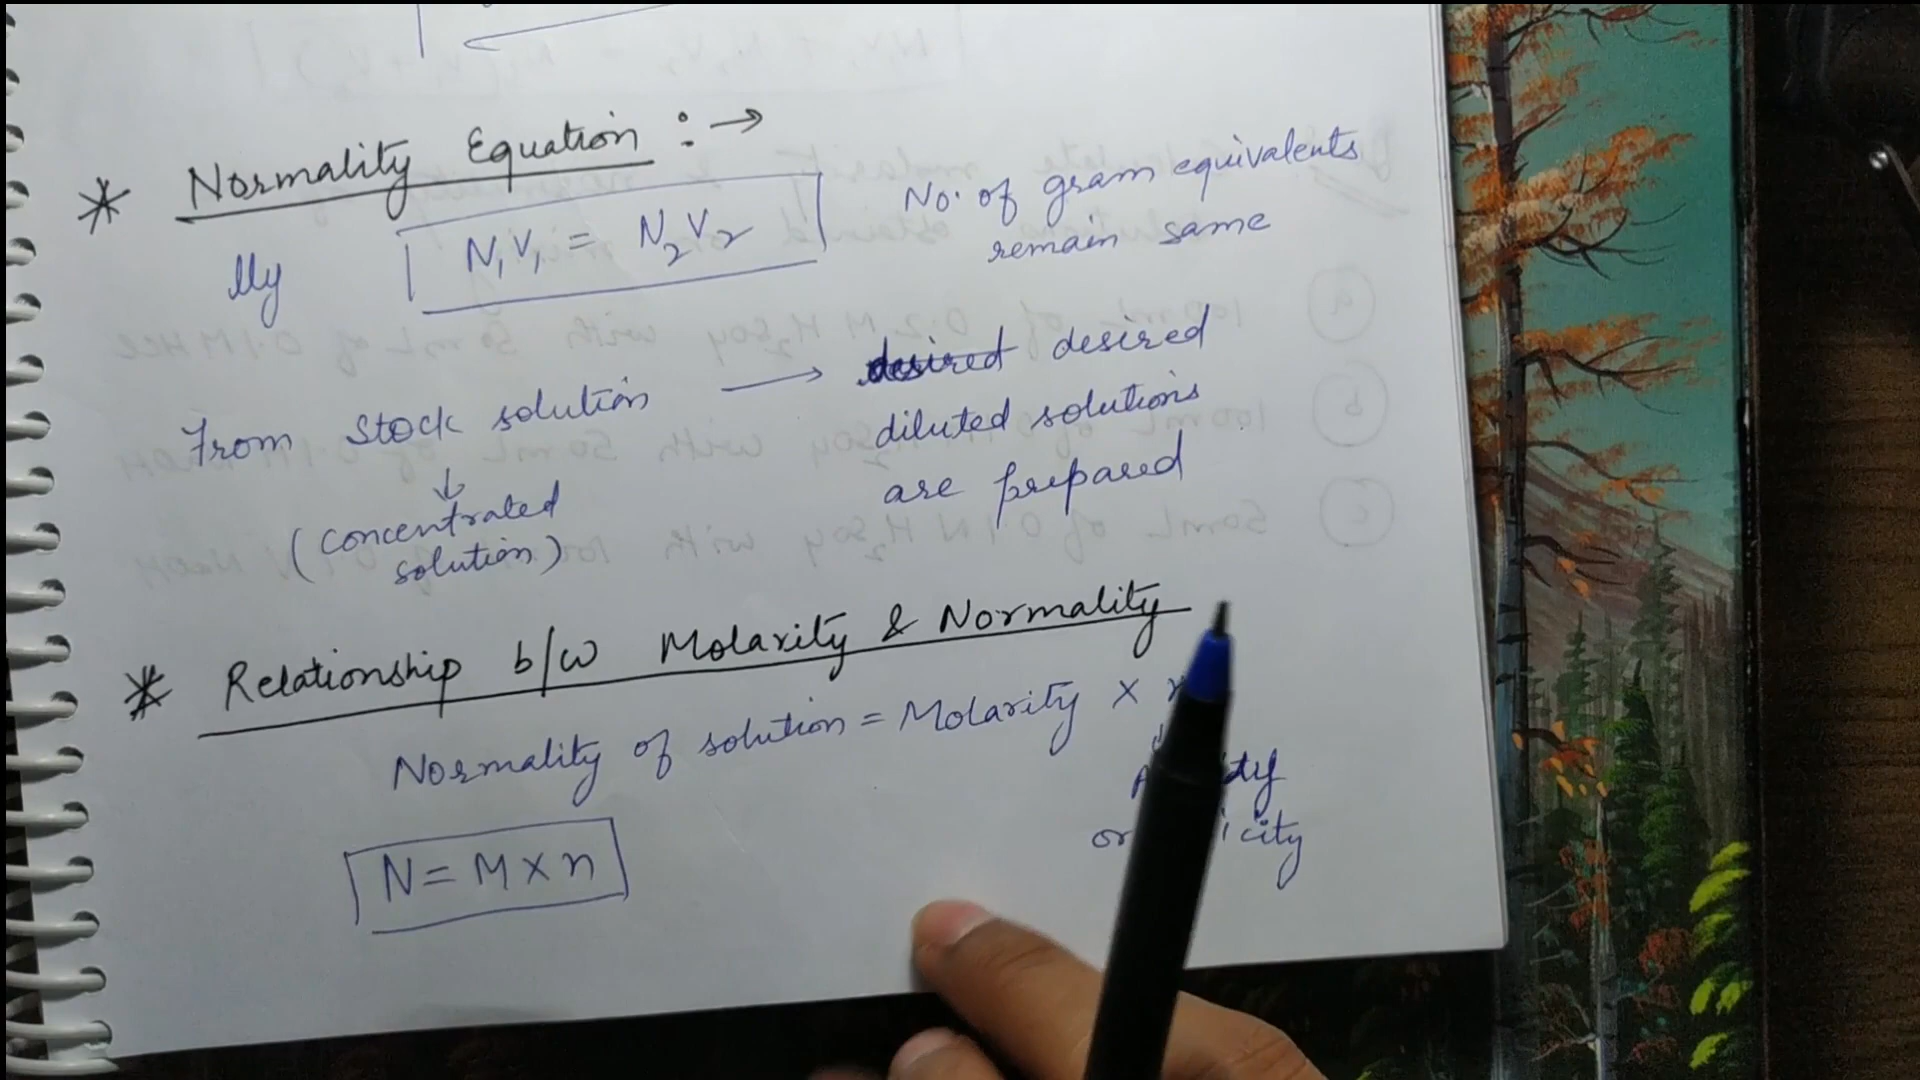 * Normality Equation : →
lly N₁V₁ = N₂V₂ No. of gram equivalents
remain same
From stock solution → desired desired
diluted solutions
are prepared
↓
(concentrated
solution)
* Relationship b/w Molarity & Normality
Normality of solution = Molarity ×
or
N = M × n